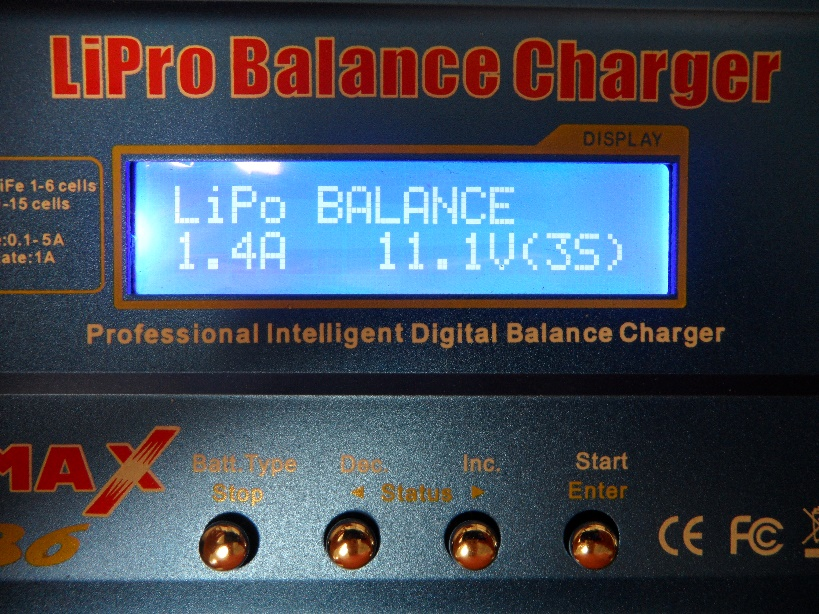 LiPro Balance Charger
DISPLAY
iFe 1-6 cells
-15 cells
e:0.1-5A
ate:1A
LiPo BALANCE
1.4A 11.1V(3S)
Professional Intelligent Digital Balance Charger
MAX
B6
Batt.Type Dec. Inc. Start
Stop ◄ Status ► Enter
CE FC